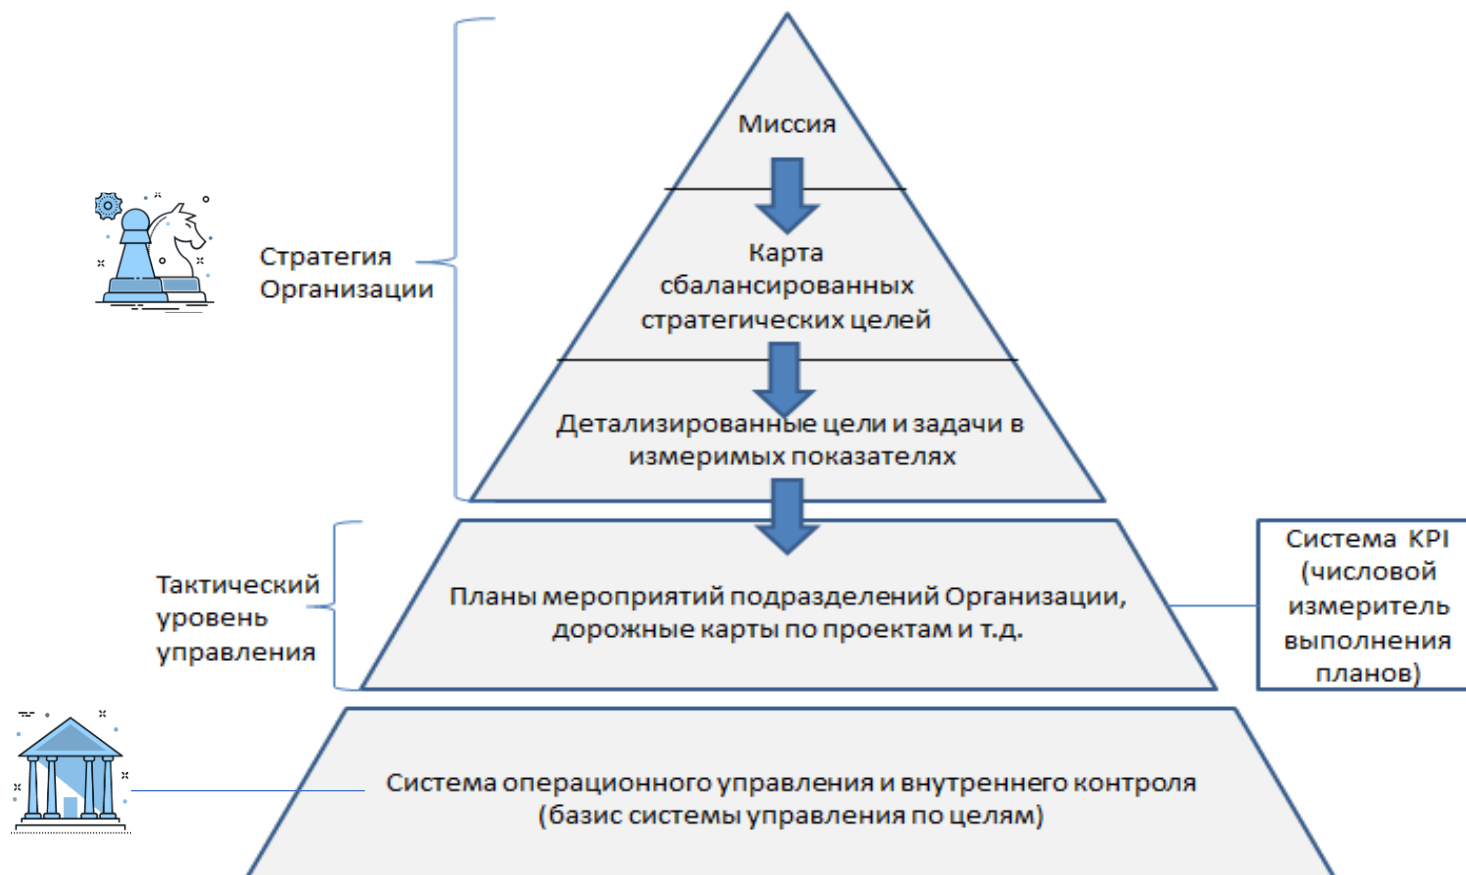 Миссия
Карта
сбалансированных
стратегических целей
Стратегия
Организации
Детализированные цели и задачи в
измеримых показателях
Тактический
уровень
управления
Планы мероприятий подразделений Организации,
дорожные карты по проектам и т.д.
Система KPI
(числовой
измеритель
выполнения
планов)
Система операционного управления и внутреннего контроля
(базис системы управления по целям)